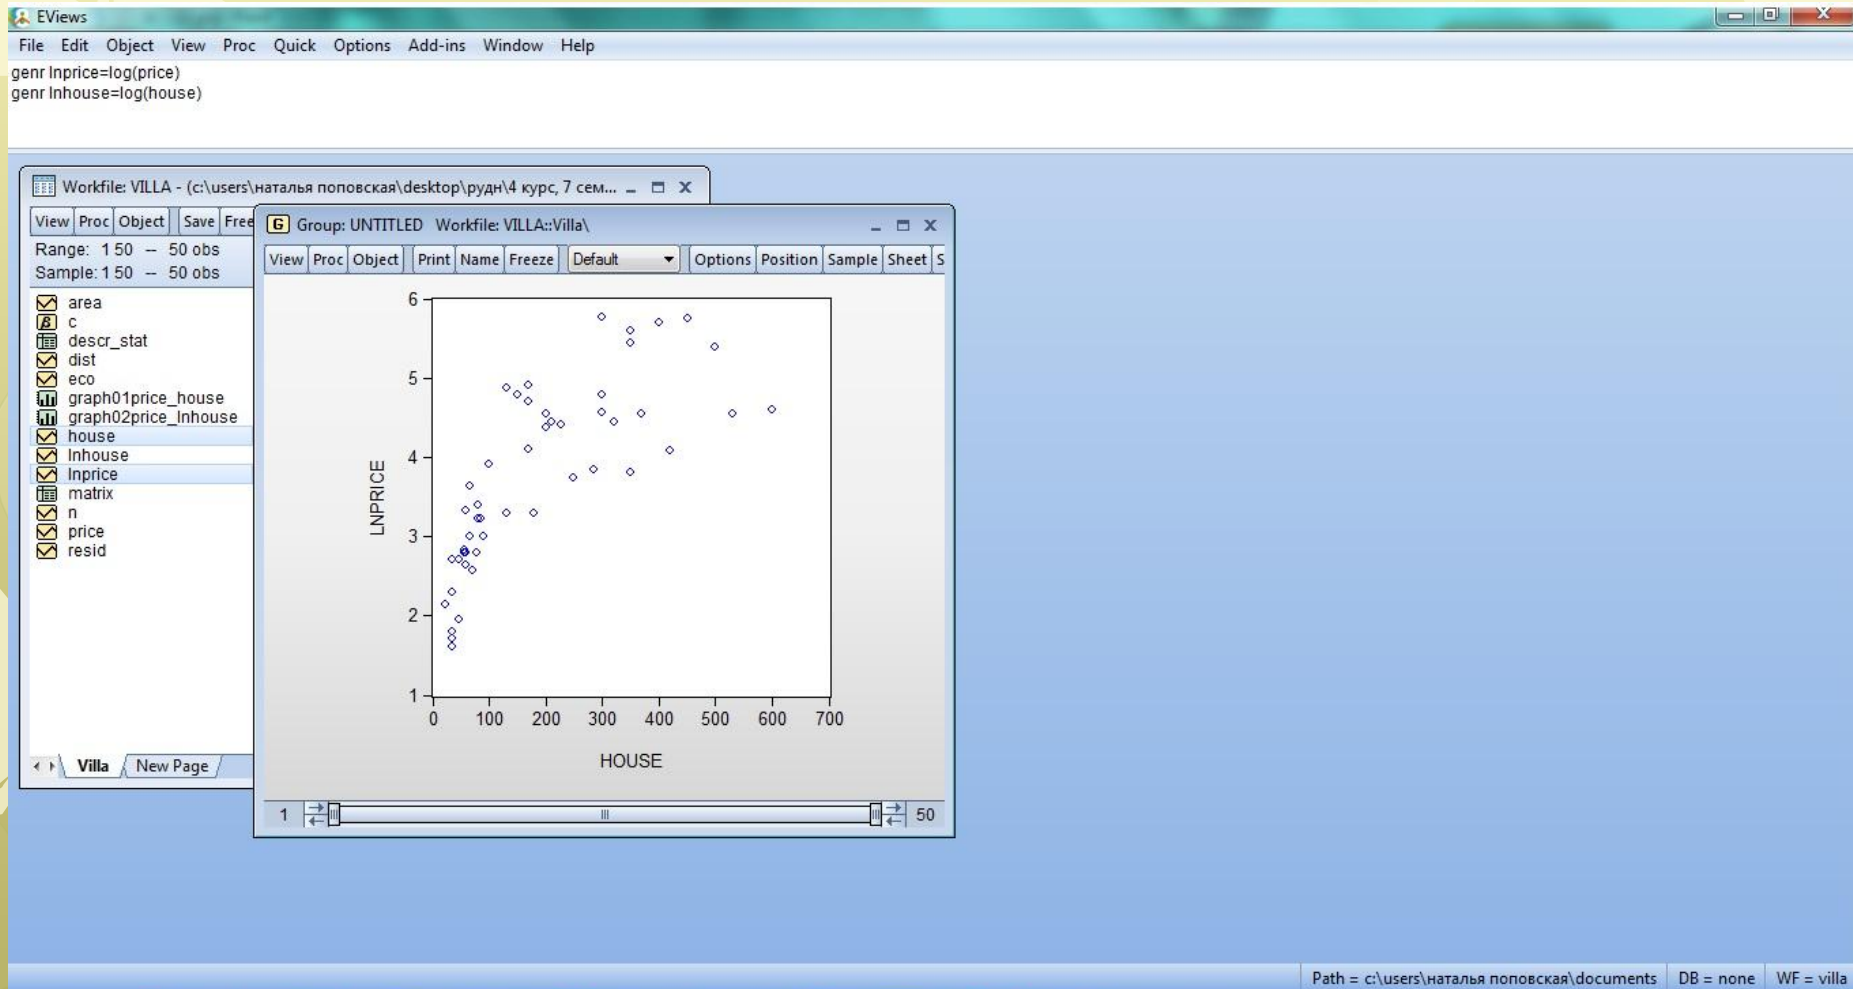 EViews
File Edit Object View Proc Quick Options Add-ins Window Help
genr lnprice=log(price)
genr lnhouse=log(house)
Workfile: VILLA - (c:\users\наталья поповская\desktop\рудн\4 курс, 7 сем...
View Proc Object Save Free
Range: 1 50 -- 50 obs
Sample: 1 50 -- 50 obs
area
c
descr_stat
dist
eco
graph01price_house
graph02price_lnhouse
house
lnhouse
lnprice
matrix
n
price
resid
Villa New Page
Group: UNTITLED Workfile: VILLA::Villa\
View Proc Object Print Name Freeze Default Options Position Sample Sheet S
6
5
4
3
2
1
LNPRICE
0 100 200 300 400 500 600 700
HOUSE
1 50
Path = c:\users\наталья поповская\documents DB = none WF = villa